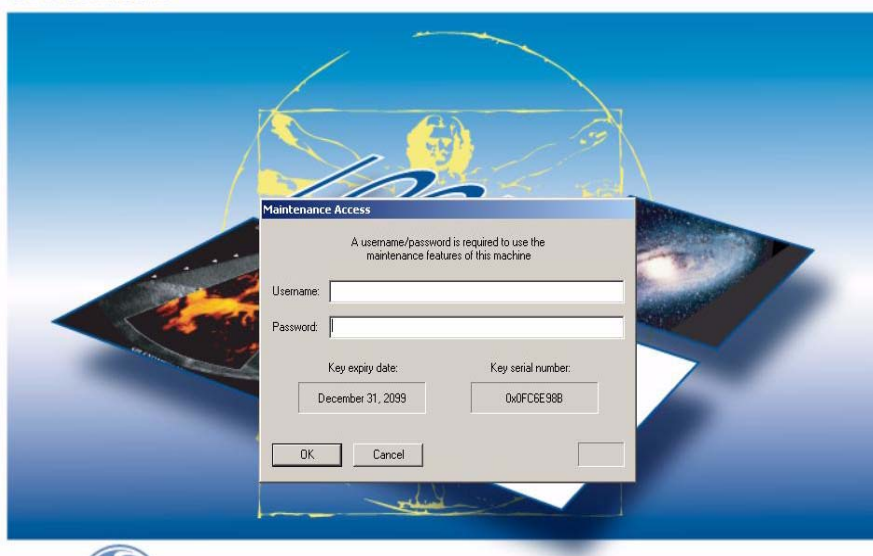 Maintenance Access
A username/password is required to use the
maintenance features of this machine
Username:
Password:
Key expiry date:
Key serial number:
December 31, 2099
0x0FC6E98B
OK
Cancel